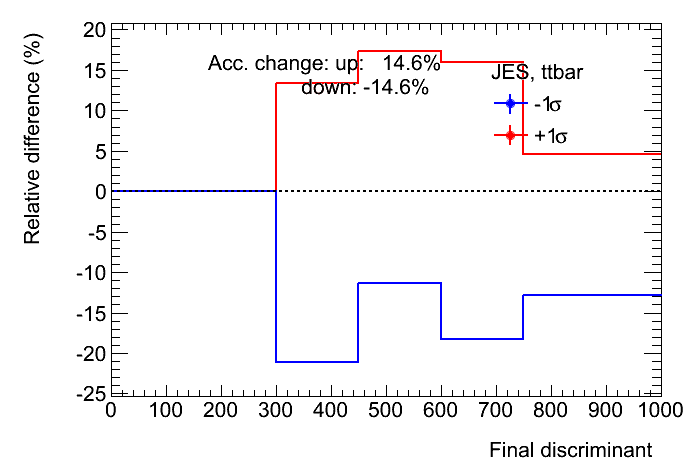 Relative difference (%)
20
15
10
5
0
-5
-10
-15
-20
-25
Acc. change: up: 14.6%
down: -14.6%
JES, ttbar
-1σ
+1σ
0 100 200 300 400 500 600 700 800 900 1000
Final discriminant